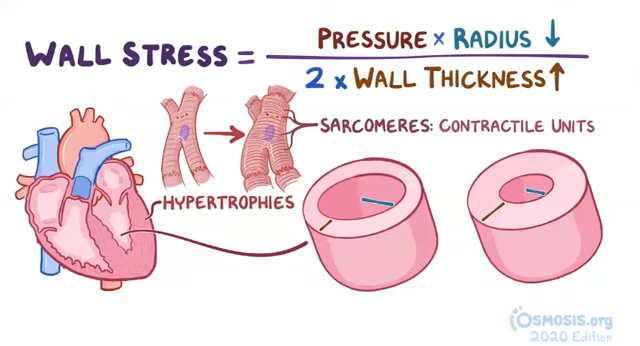 WALL STRESS = PRESSURE x RADIUS ↓
2 x WALL THICKNESS ↑
SARCOMERES: CONTRACTILE UNITS
HYPERTROPHIES
OSMOSIS.org
2020 Edition